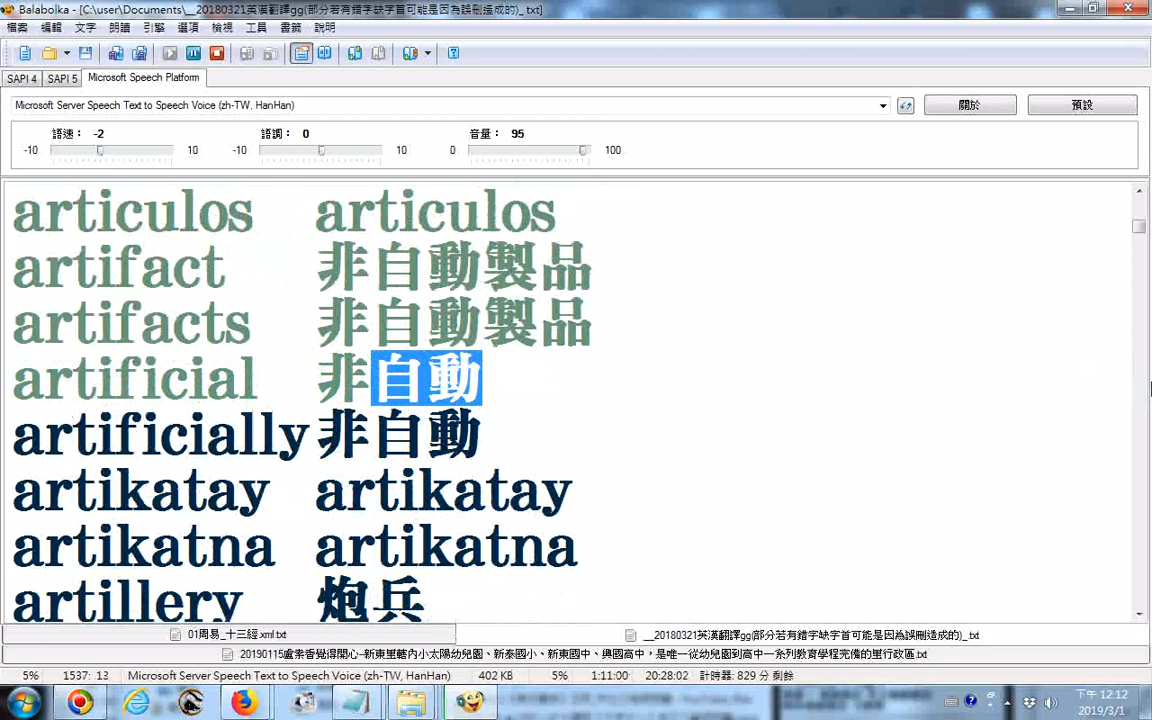 Balabolka - [C:\user\Documents\__20180321英漢翻譯gg(部分若有錯字缺字首可能是因為誤刪造成的)_.txt]
檔案 編輯 文字 朗讀 引擎 選項 檢視 工具 書籤 說明
SAPI 4 SAPI 5 Microsoft Speech Platform
Microsoft Server Speech Text to Speech Voice (zh-TW, HanHan) 關於 預設
語速： -2 語調： 0 音量： 95
-10 10 -10 10 0 100
articulos articulos
artifact 非自動製品
artifacts 非自動製品
artificial 非自動
artificially 非自動
artikatay artikatay
artikatna artikatna
artillery 炮兵
01周易_十三經.xml.txt __20180321英漢翻譯gg(部分若有錯字缺字首可能是因為誤刪造成的)_.txt
20190115盧素香覺得開心-新東里轄內小太陽幼兒園、新泰國小、新東國中、興國高中，是唯一從幼兒園到高中一系列教育學程完備的里行政區.txt
5% 1537: 13 Microsoft Server Speech Text to Speech Voice (zh-TW, HanHan) 402 KB 5% 1:11:00 20:28:02 計時器: 829 分 剩餘
下午 12:12
2019/3/1